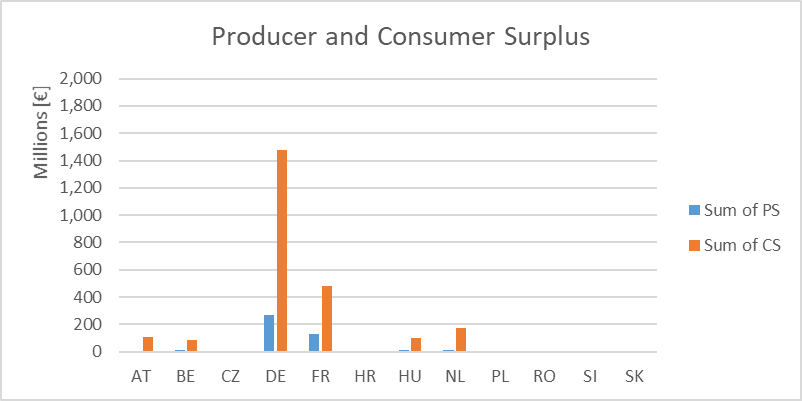 Producer and Consumer Surplus
Millions [€]
2,000
1,800
1,600
1,400
1,200
1,000
800
600
400
200
0
AT BE CZ DE FR HR HU NL PL RO SI SK
Sum of PS
Sum of CS